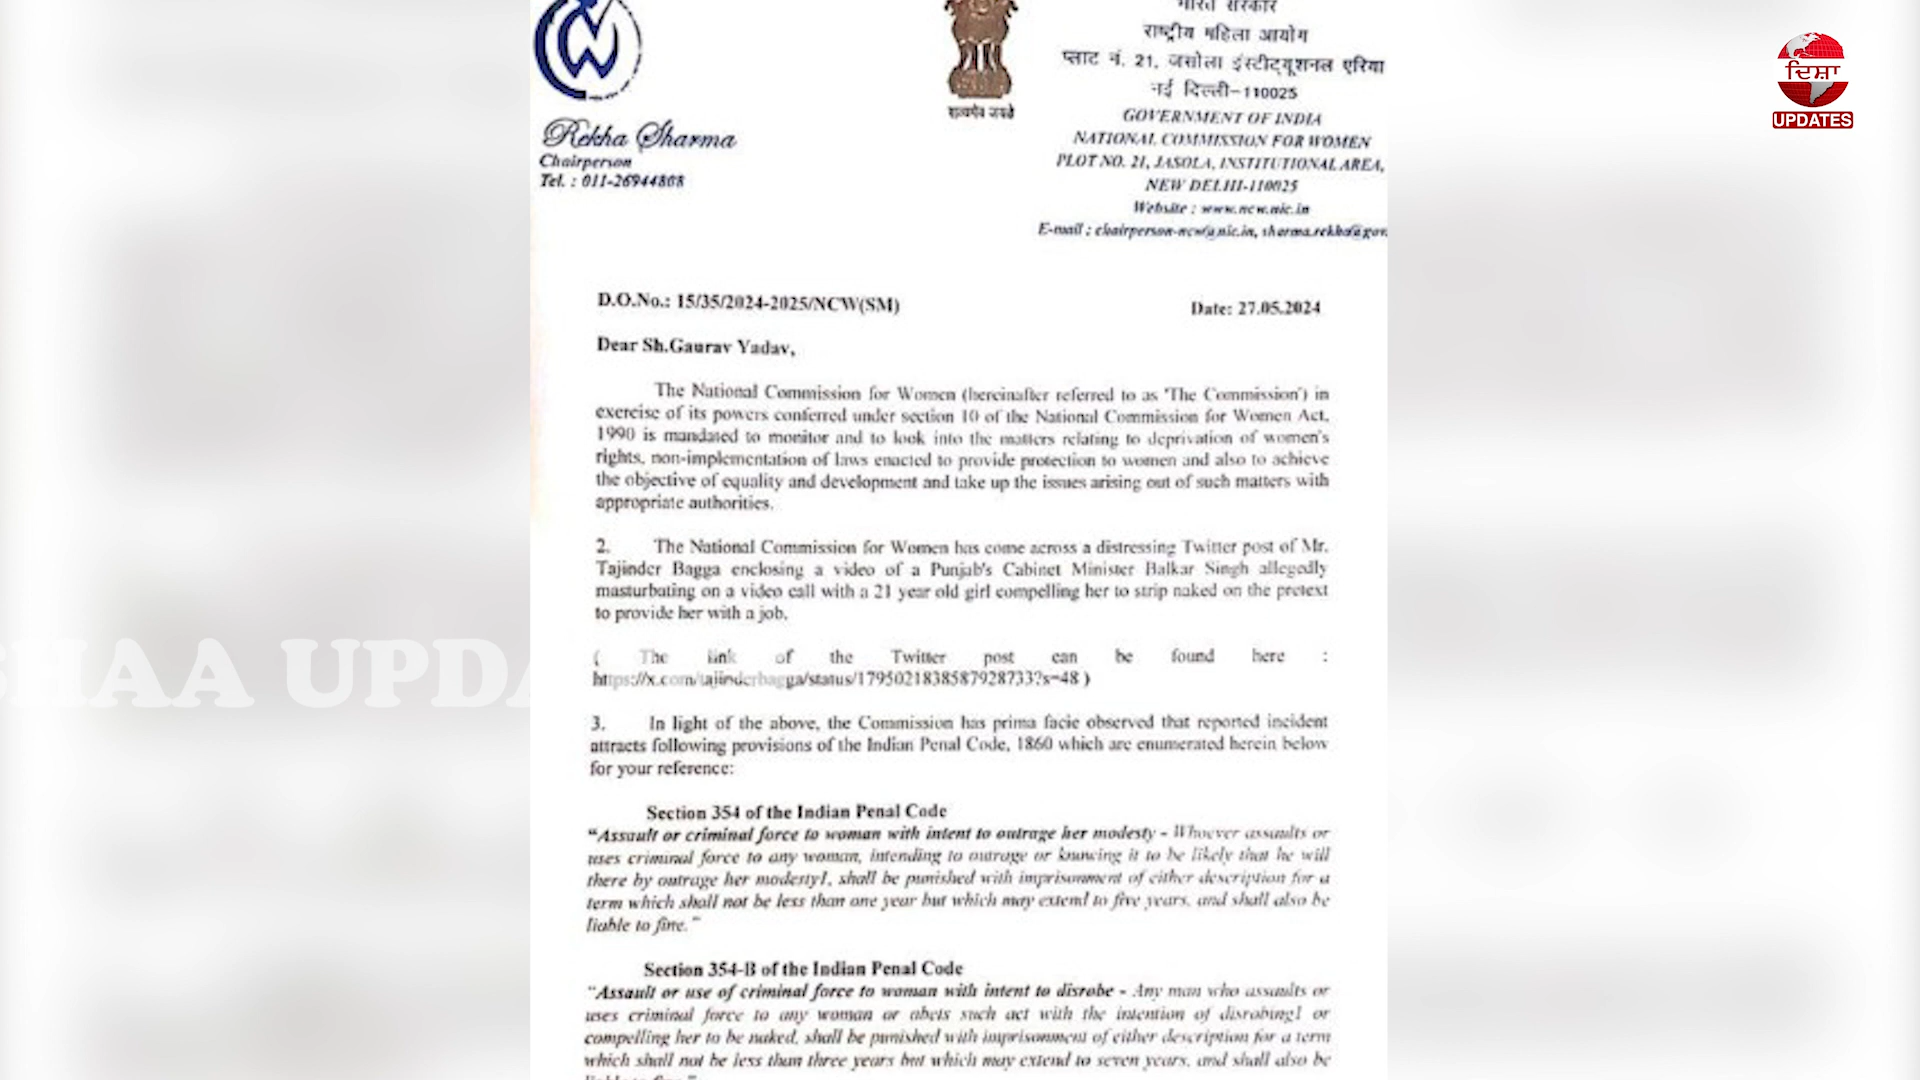 भारत सरकार
राष्ट्रीय महिला आयोग
प्लाट नं. 21, जसोला इंस्टीट्यूशनल एरिया
नई दिल्ली-110025
GOVERNMENT OF INDIA
NATIONAL COMMISSION FOR WOMEN
PLOT NO. 21, JASOLA, INSTITUTIONAL AREA,
NEW DELHI-110025
Website : www.ncw.nic.in
E-mail : chairperson-ncw@nic.in, sharma.rekha@gov.
सत्यमेव जयते
Rekha Sharma
Chairperson
Tel. : 011-26944808
ਦਿਸ਼ਾ
UPDATES
D.O.No.: 15/35/2024-2025/NCW(SM)
Date: 27.05.2024
Dear Sh.Gaurav Yadav,
The National Commission for Women (hereinafter referred to as 'The Commission') in
exercise of its powers conferred under section 10 of the National Commission for Women Act,
1990 is mandated to monitor and to look into the matters relating to deprivation of women's
rights, non-implementation of laws enacted to provide protection to women and also to achieve
the objective of equality and development and take up the issues arising out of such matters with
appropriate authorities.
2. The National Commission for Women has come across a distressing Twitter post of Mr.
Tajinder Bagga enclosing a video of a Punjab's Cabinet Minister Balkar Singh allegedly
masturbating on a video call with a 21 year old girl compelling her to strip naked on the pretext
to provide her with a job.
( The link of the Twitter post can be found here :
https://x.com/tajinderbagga/status/1795021838587928733?s=48 )
SHAA UPDA
3. In light of the above, the Commission has prima facie observed that reported incident
attracts following provisions of the Indian Penal Code, 1860 which are enumerated herein below
for your reference:
Section 354 of the Indian Penal Code
“Assault or criminal force to woman with intent to outrage her modesty - Whoever assaults or
uses criminal force to any woman, intending to outrage or knowing it to be likely that he will
there by outrage her modesty1, shall be punished with imprisonment of either description for a
term which shall not be less than one year but which may extend to five years, and shall also be
liable to fine.”
Section 354-B of the Indian Penal Code
“Assault or use of criminal force to woman with intent to disrobe - Any man who assaults or
uses criminal force to any woman or abets such act with the intention of disrobing1 or
compelling her to be naked, shall be punished with imprisonment of either description for a term
which shall not be less than three years but which may extend to seven years, and shall also be
liable to fine.”